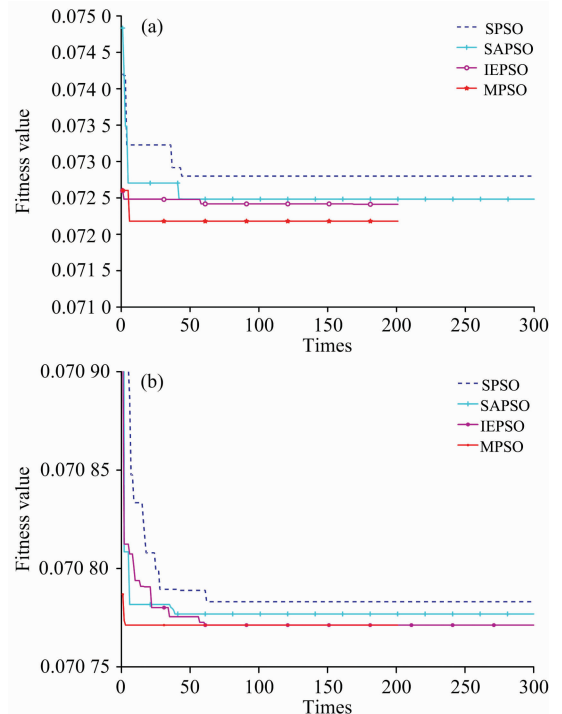 (a)
SPSO
SAPSO
IEPSO
MPSO
Fitness value
0.075 0
0.074 5
0.074 0
0.073 5
0.073 0
0.072 5
0.072 0
0.071 5
0.071 0
0 50 100 150 200 250 300
Times
(b)
SPSO
SAPSO
IEPSO
MPSO
Fitness value
0.070 90
0.070 85
0.070 80
0.070 75
0 50 100 150 200 250 300
Times